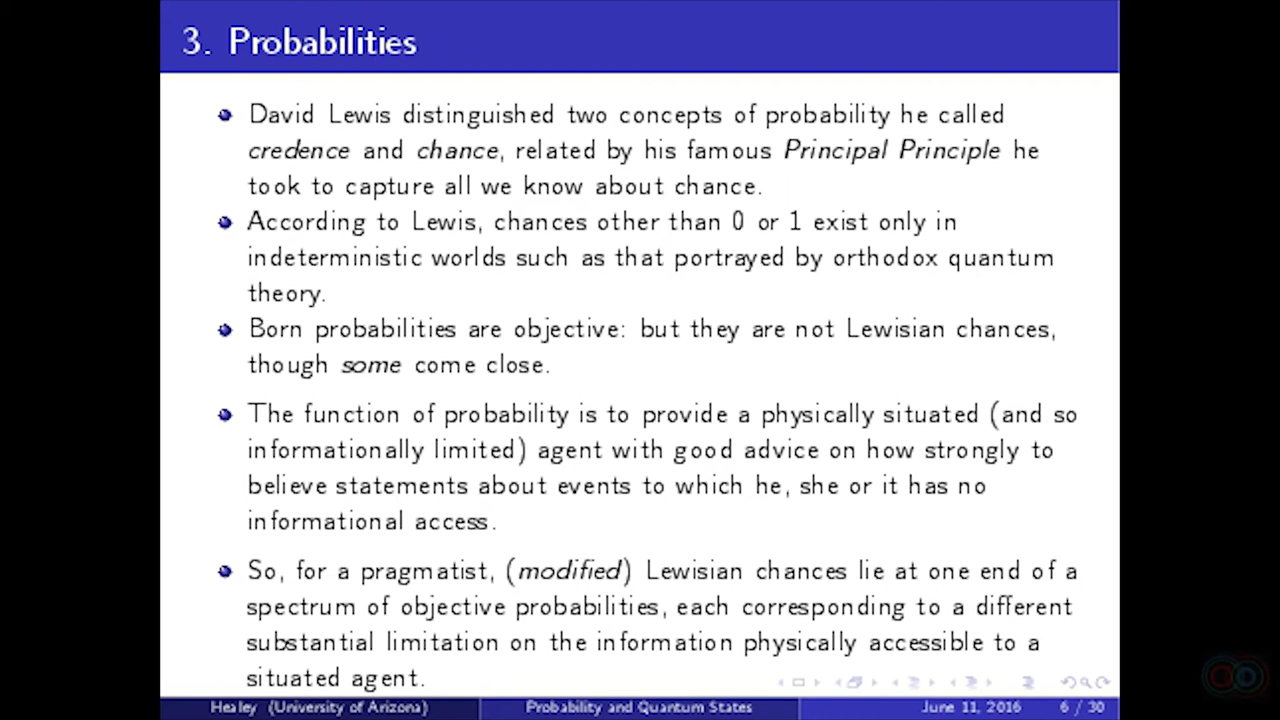 3. Probabilities
David Lewis distinguished two concepts of probability he called
credence and chance, related by his famous Principal Principle he
took to capture all we know about chance.
According to Lewis, chances other than 0 or 1 exist only in
indeterministic worlds such as that portrayed by orthodox quantum
theory.
Born probabilities are objective: but they are not Lewisian chances,
though some come close.
The function of probability is to provide a physically situated (and so
informationally limited) agent with good advice on how strongly to
believe statements about events to which he, she or it has no
informational access.
So, for a pragmatist, (modified) Lewisian chances lie at one end of a
spectrum of objective probabilities, each corresponding to a different
substantial limitation on the information physically accessible to a
situated agent.
Healey (University of Arizona) Probability and Quantum States June 11, 2016 6 / 30